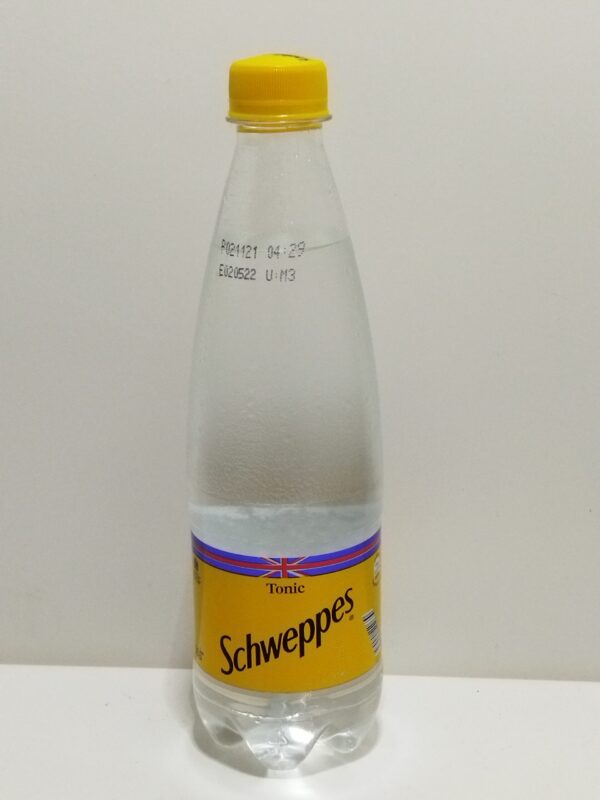 P021121 04:29
E020522 U:M3
Tonic
Schweppes